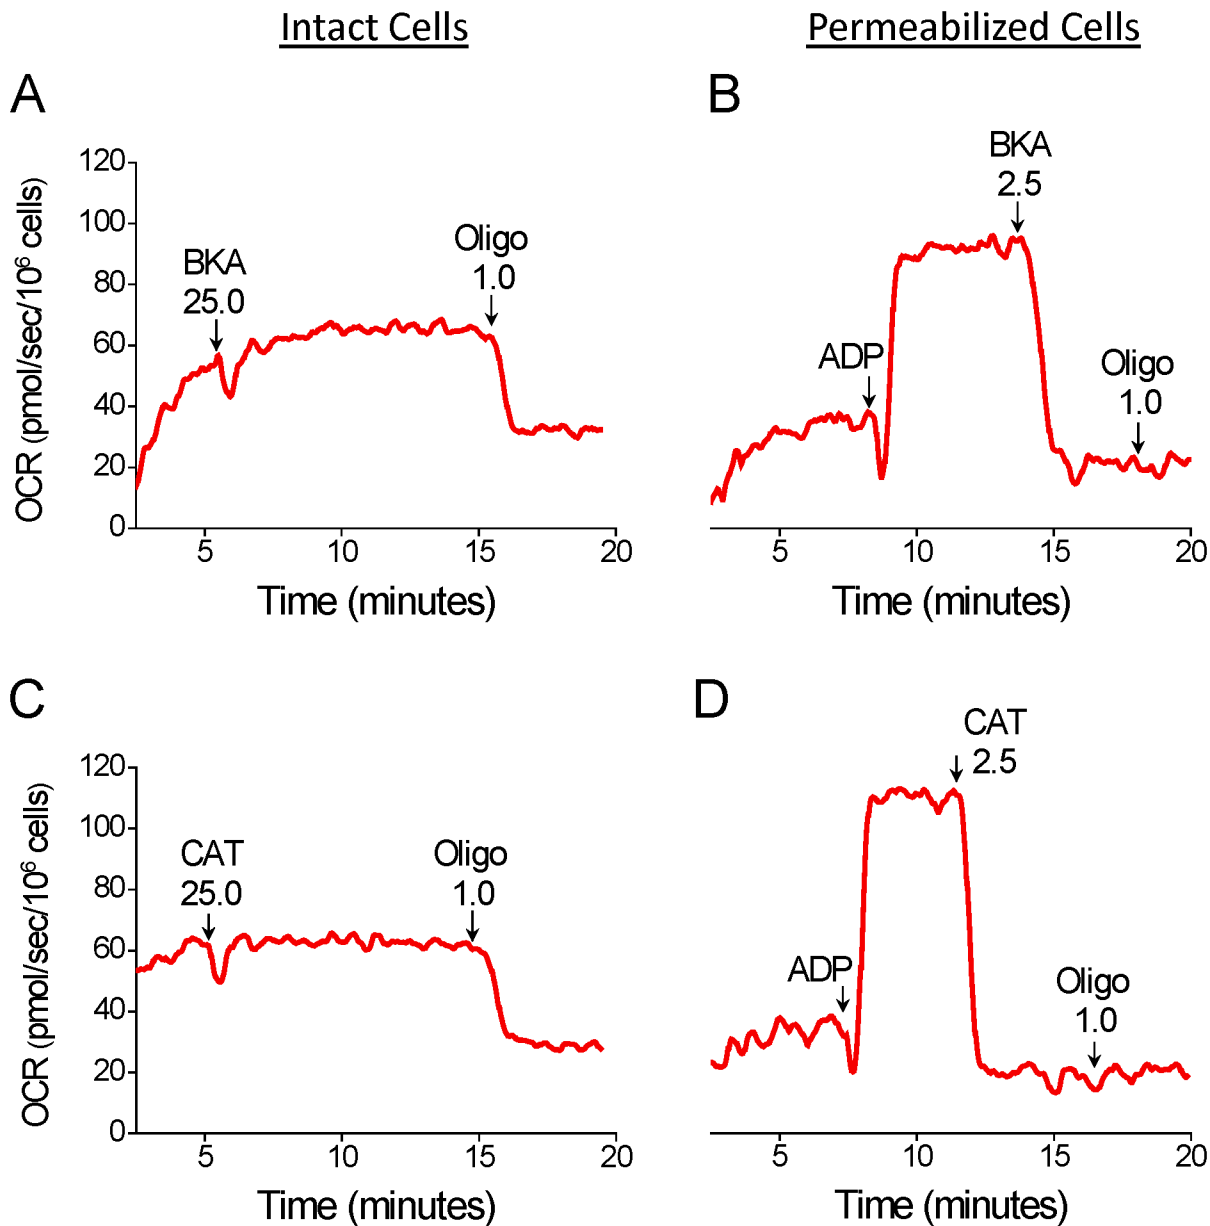 Intact Cells
Permeabilized Cells
A
OCR (pmol/sec/10⁶ cells)
120
100
80
60
40
20
0
BKA
25.0
Oligo
1.0
5
10
15
20
Time (minutes)
B
BKA
2.5
ADP
Oligo
1.0
5
10
15
20
Time (minutes)
C
OCR (pmol/sec/10⁶ cells)
120
100
80
60
40
20
0
CAT
25.0
Oligo
1.0
5
10
15
20
Time (minutes)
D
CAT
2.5
ADP
Oligo
1.0
5
10
15
20
Time (minutes)